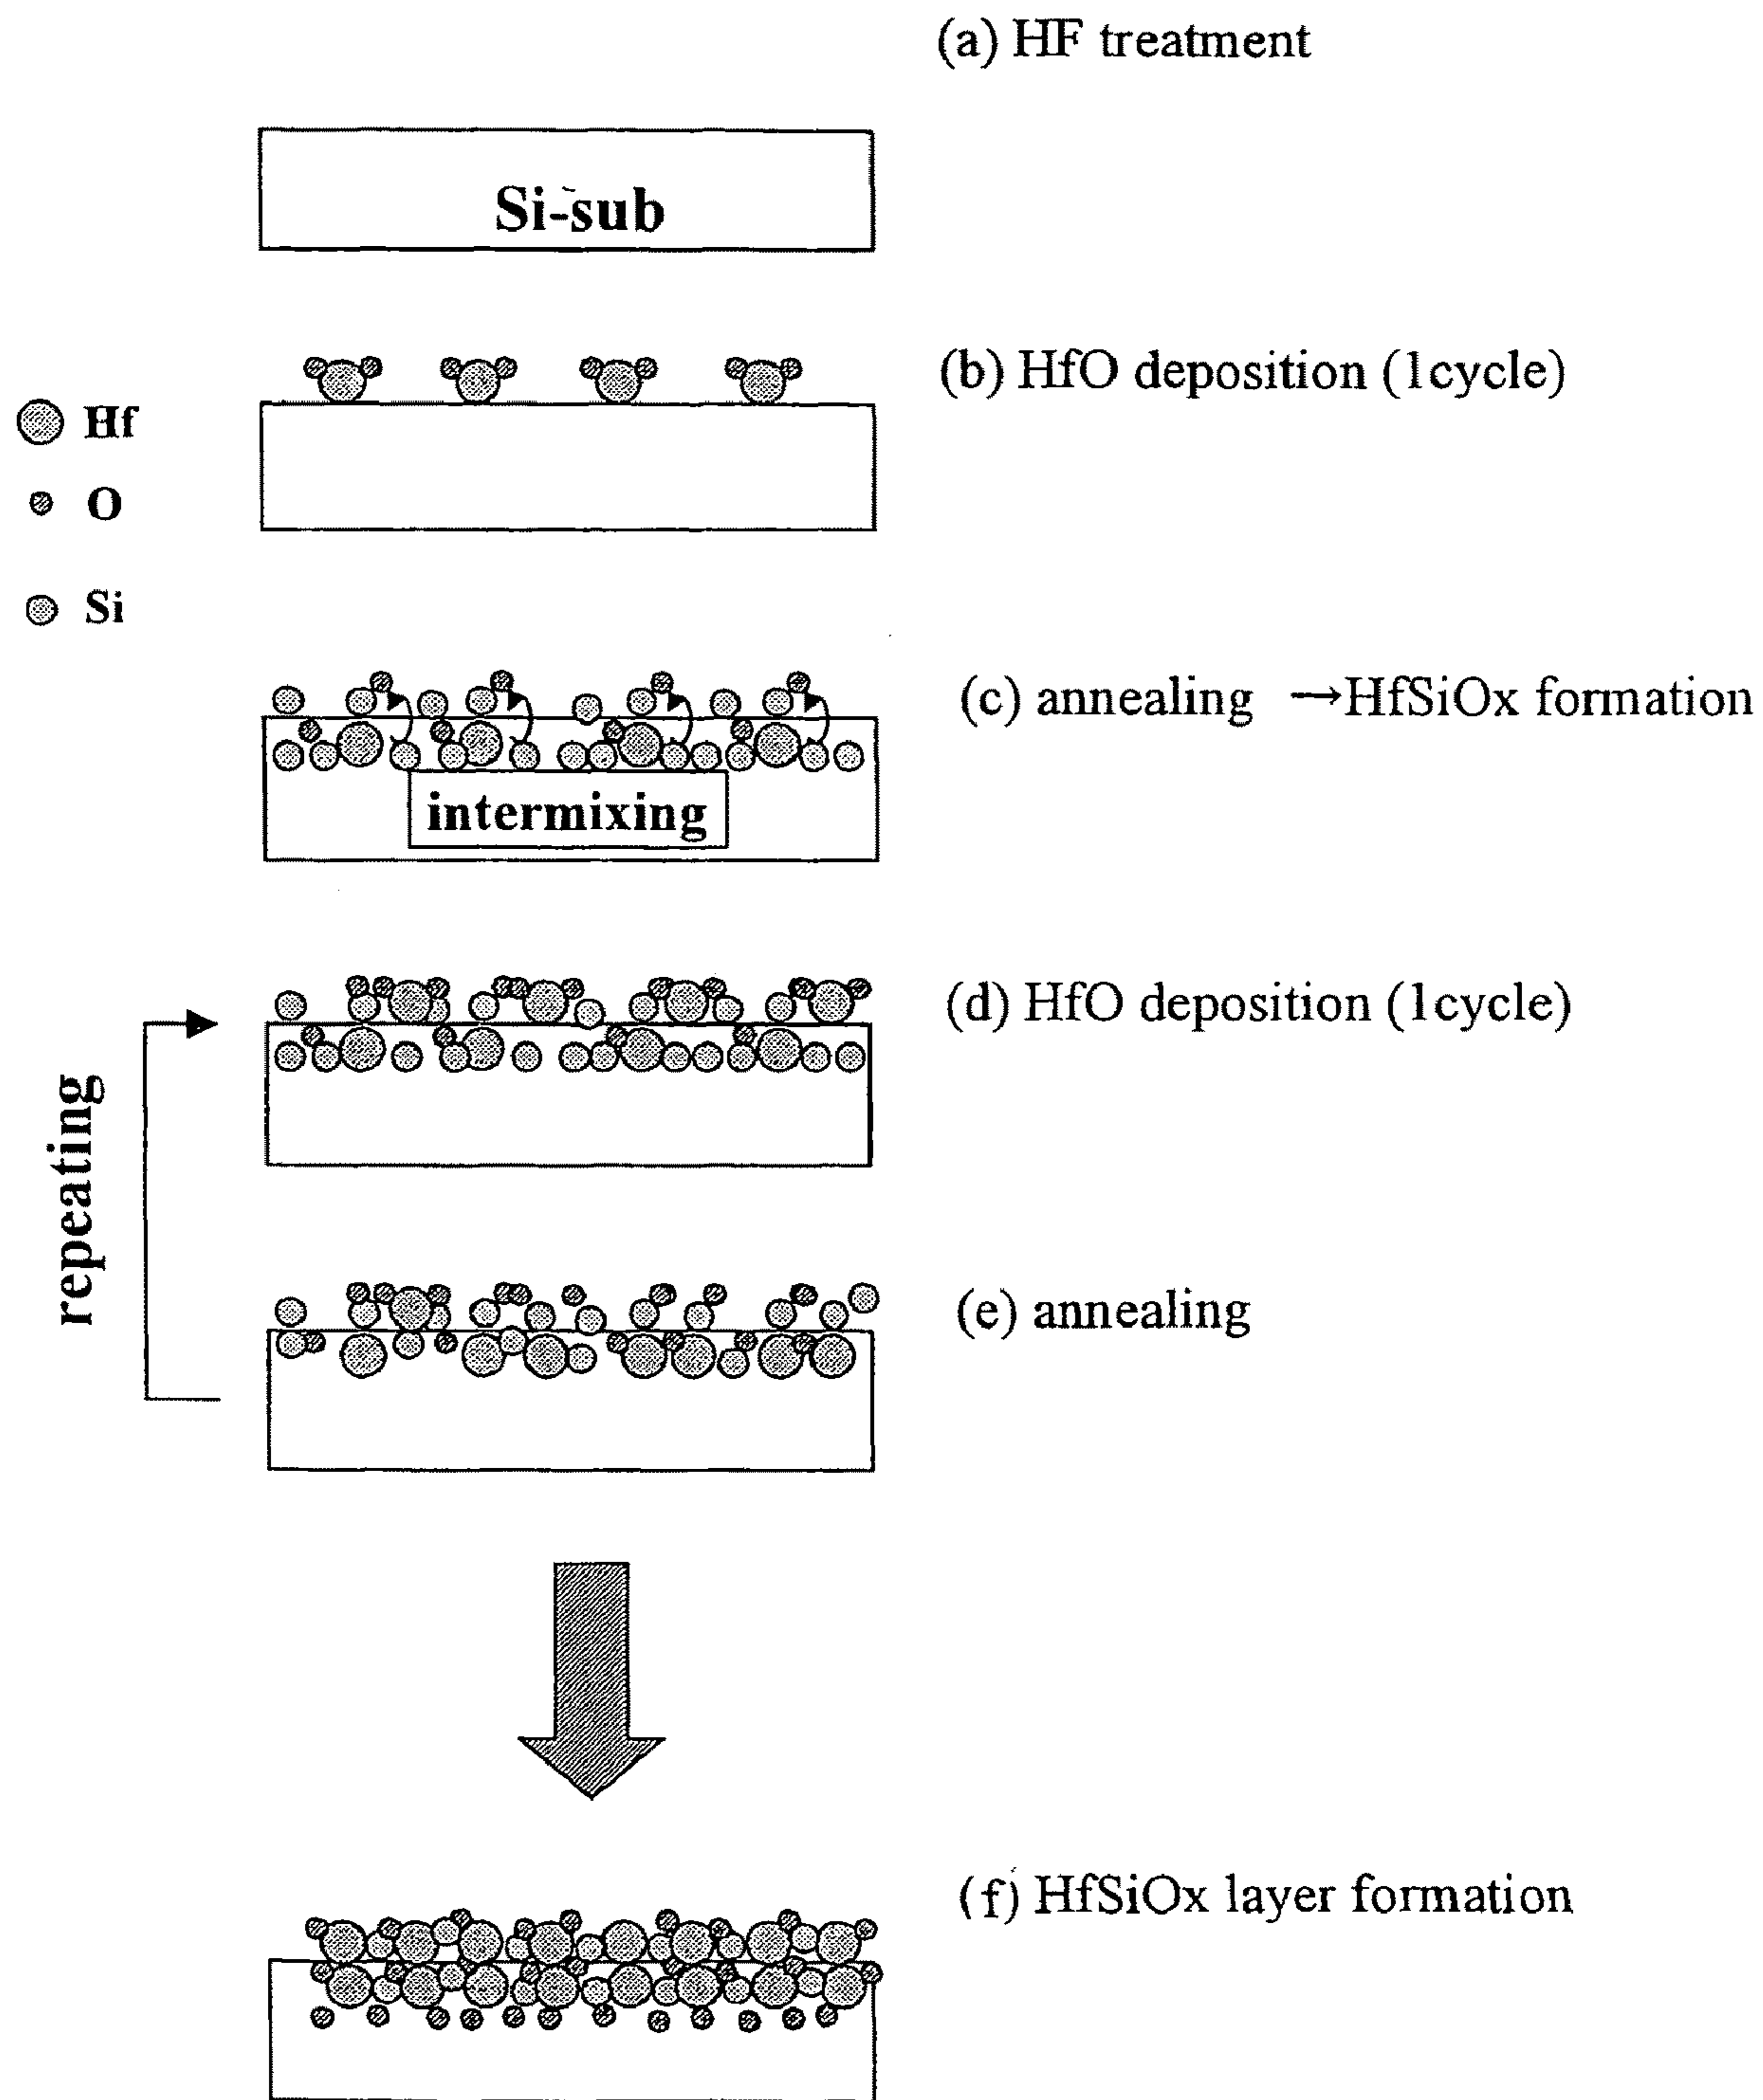 (a) HF treatment
Si-sub
(b) HfO deposition (1cycle)
Hf
O
Si
(c) annealing →HfSiOx formation
intermixing
(d) HfO deposition (1cycle)
repeating
(e) annealing
(f) HfSiOx layer formation